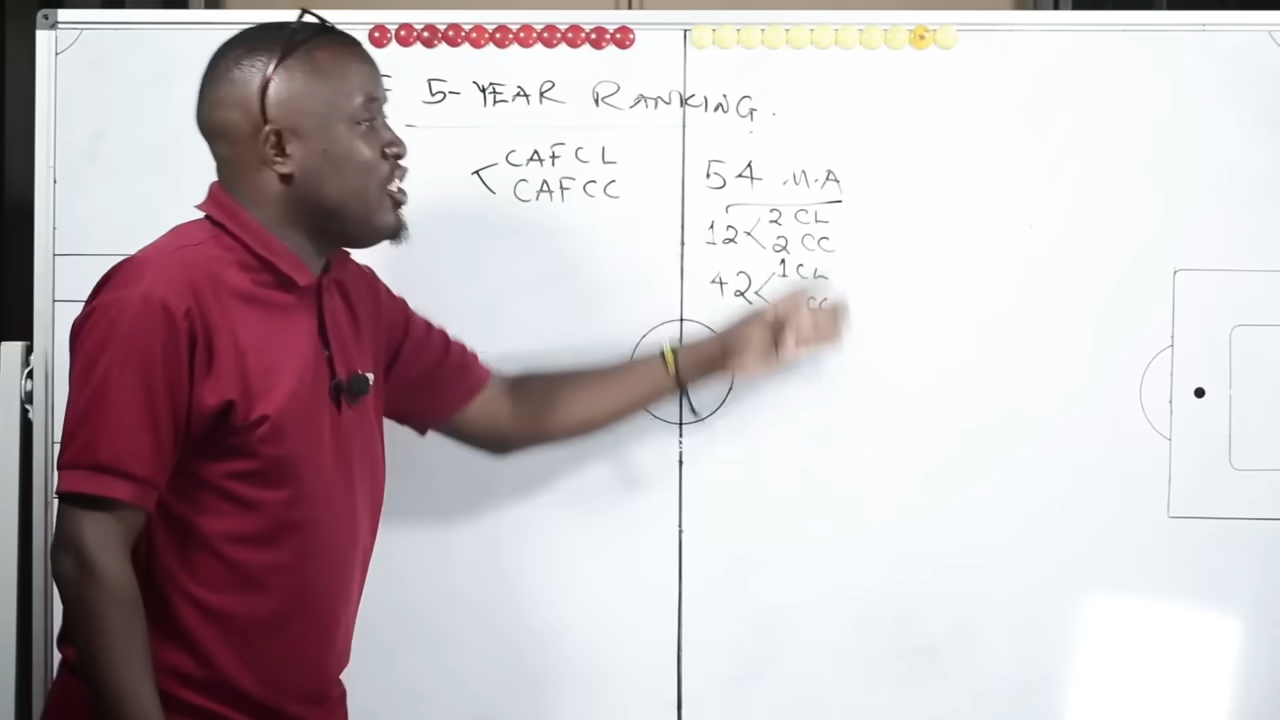 5-YEAR RANKING.
CAFCL
CAFCC
54 M.A
12 < 2 CL
2 CC
42 < 1 CL
CC